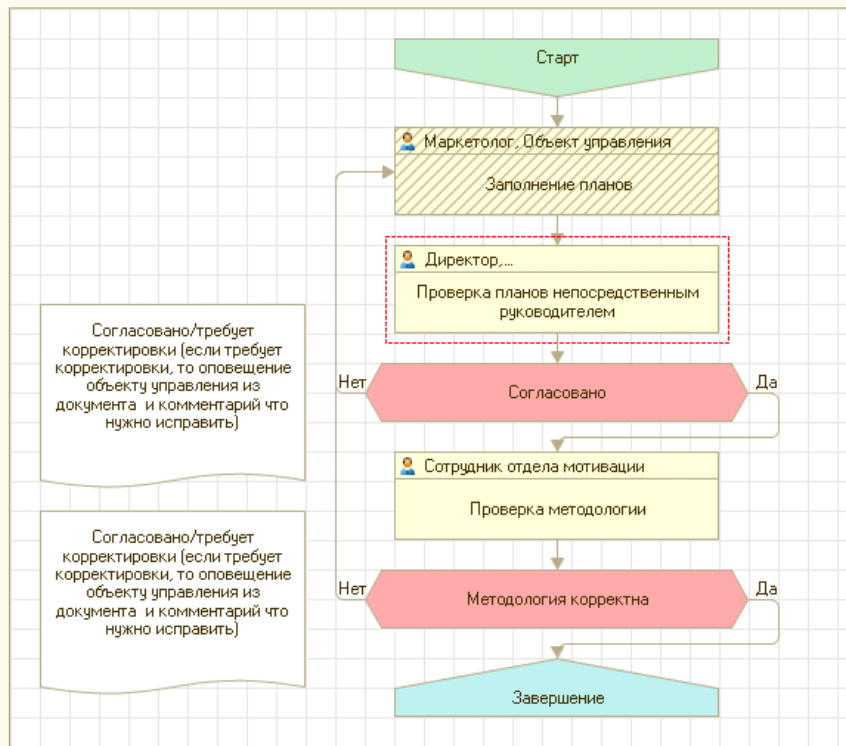 Старт
Маркетолог, Объект управления
Заполнение планов
Директор,...
Проверка планов непосредственным
руководителем
Согласовано/требует
корректировки (если требует
корректировки, то оповещение
объекту управления из
документа и комментарий что
нужно исправить)
Нет
Согласовано
Да
Сотрудник отдела мотивации
Проверка методологии
Согласовано/требует
корректировки (если требует
корректировки, то оповещение
объекту управления из
документа и комментарий что
нужно исправить)
Нет
Методология корректна
Да
Завершение